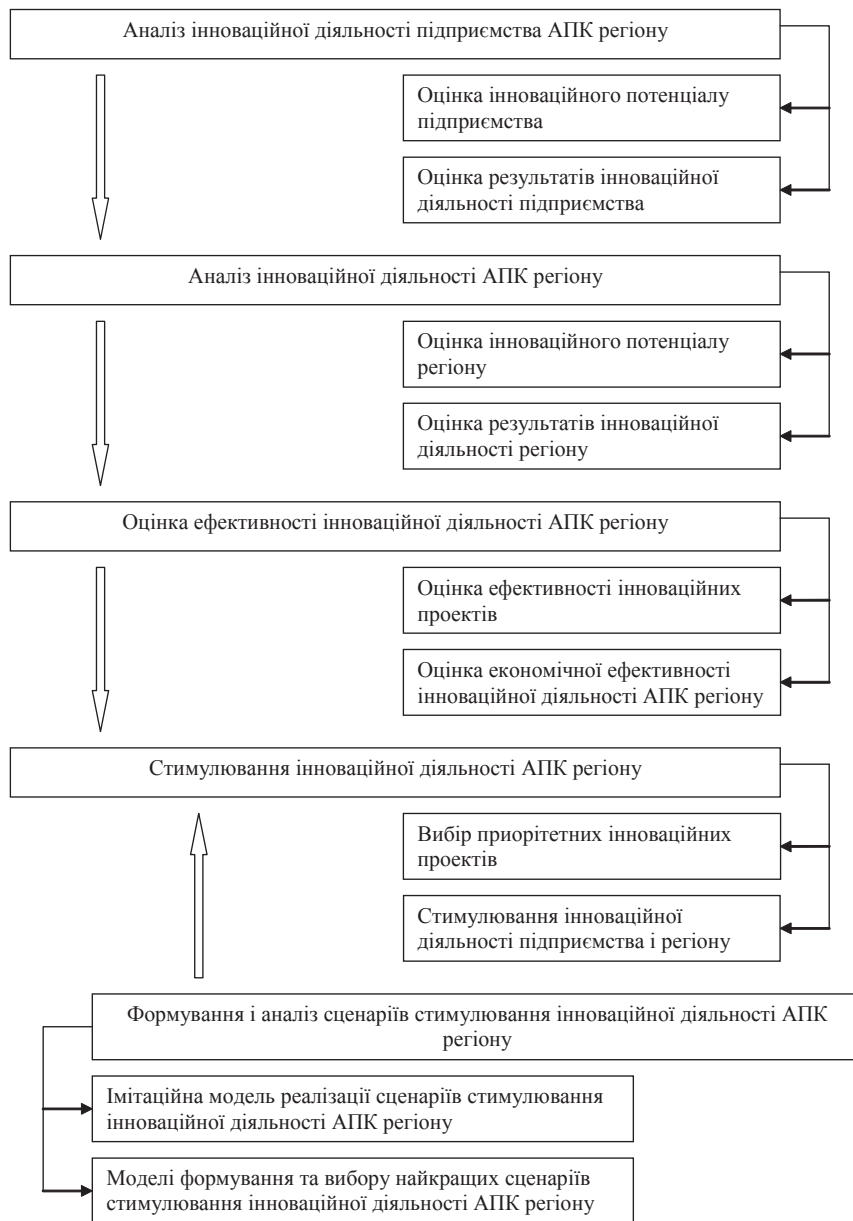 Аналіз інноваційної діяльності підприємства АПК регіону
Оцінка інноваційного потенціалу
підприємства
Оцінка результатів інноваційної
діяльності підприємства
Аналіз інноваційної діяльності АПК регіону
Оцінка інноваційного потенціалу
регіону
Оцінка результатів інноваційної
діяльності регіону
Оцінка ефективності інноваційної діяльності АПК регіону
Оцінка ефективності інноваційних
проектів
Оцінка економічної ефективності
інноваційної діяльності АПК регіону
Стимулювання інноваційної діяльності АПК регіону
Вибір приорітетних інноваційних
проектів
Стимулювання інноваційної
діяльності підприємства і регіону
Формування і аналіз сценаріїв стимулювання інноваційної діяльності АПК
регіону
Імітаційна модель реалізації сценаріїв стимулювання
інноваційної діяльності АПК регіону
Моделі формування та вибору найкращих сценаріїв
стимулювання інноваційної діяльності АПК регіону